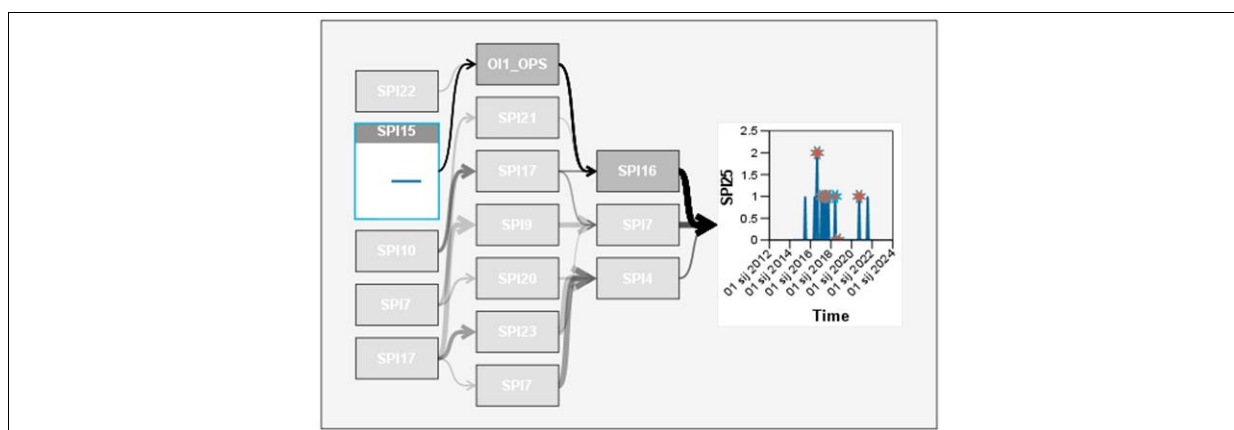 SPI22
SPI15
SPI10
SPI7
SPI17
OI1_OPS
SPI21
SPI17
SPI9
SPI20
SPI23
SPI7
SPI16
SPI7
SPI4
SPI25
2.5
2
1.5
1
0.5
0
01 sij 2012
01 sij 2014
01 sij 2016
01 sij 2018
01 sij 2020
01 sij 2022
01 sij 2024
Time